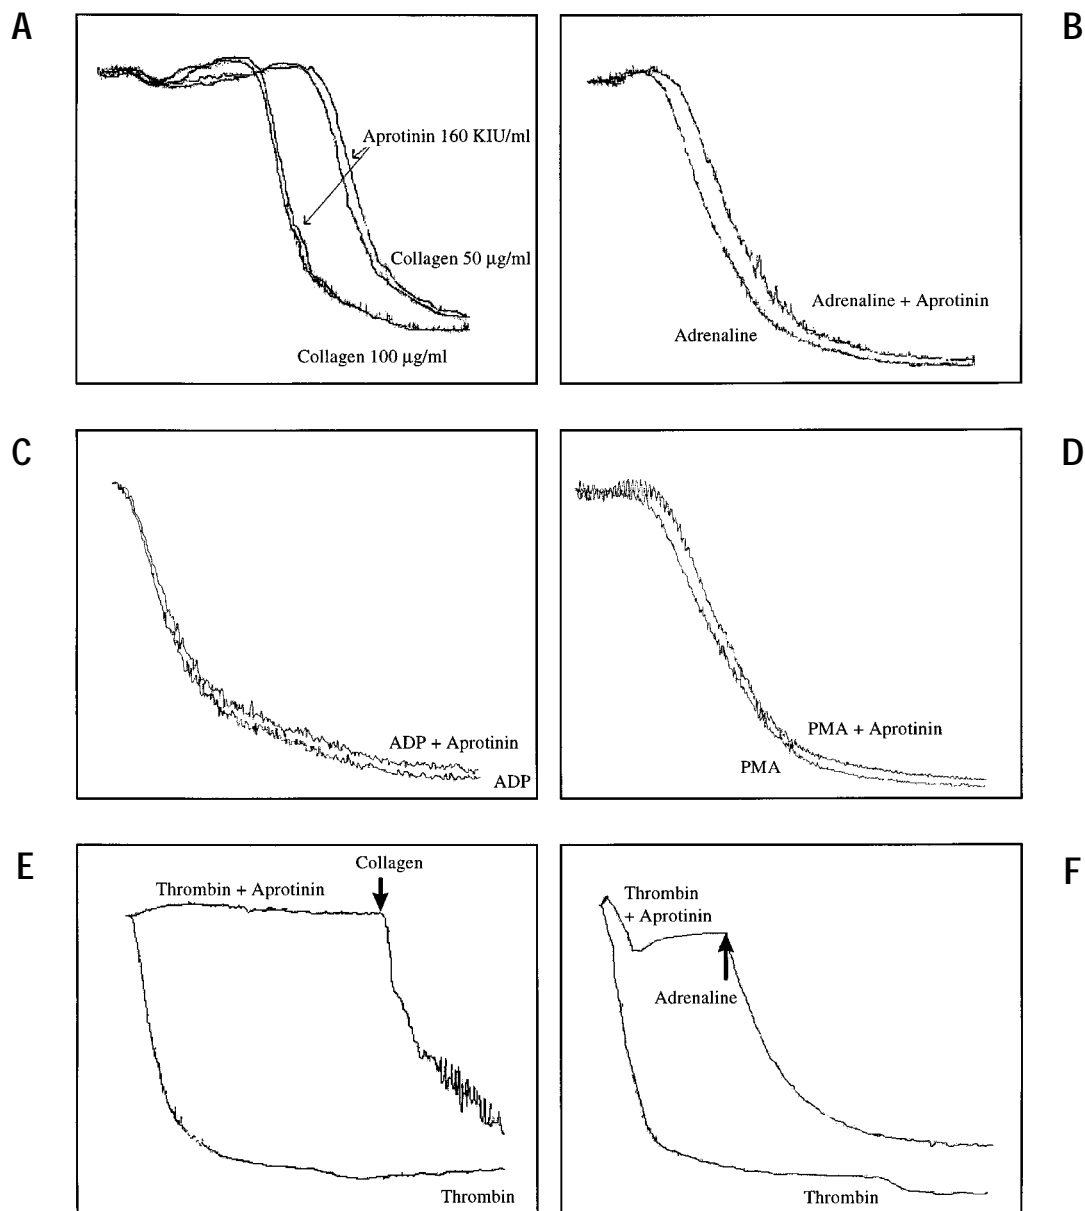 A
B
Aprotinin 160 KIU/ml
Collagen 50 µg/ml
Collagen 100 µg/ml
Adrenaline + Aprotinin
Adrenaline
C
D
ADP + Aprotinin
ADP
PMA + Aprotinin
PMA
E
F
Collagen
Thrombin + Aprotinin
Thrombin
Thrombin
+ Aprotinin
Adrenaline
Thrombin